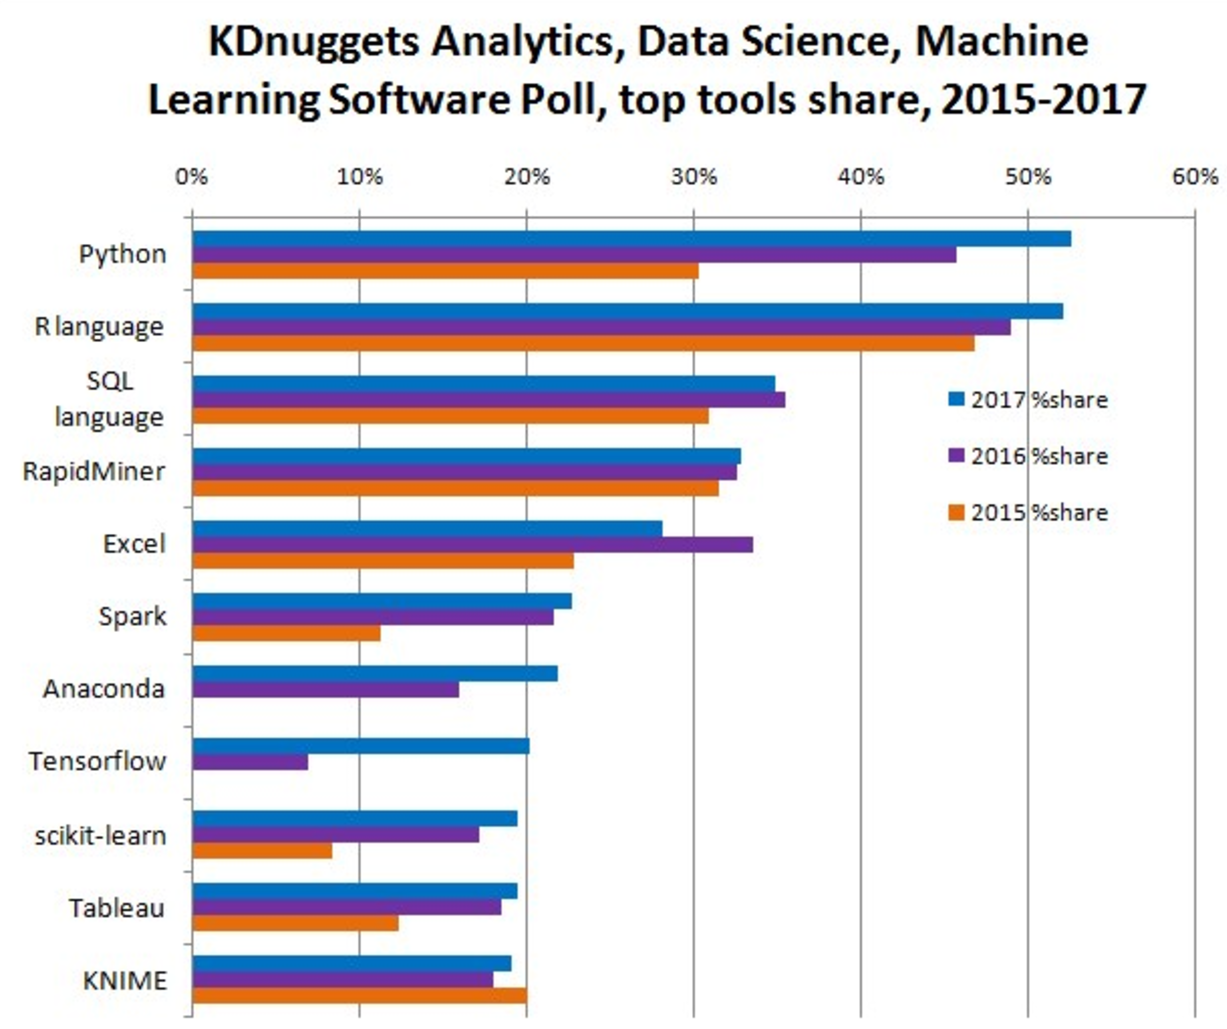 KDnuggets Analytics, Data Science, Machine
Learning Software Poll, top tools share, 2015-2017
0% 10% 20% 30% 40% 50% 60%
Python
R language
SQL
language
RapidMiner
Excel
Spark
Anaconda
Tensorflow
scikit-learn
Tableau
KNIME
2017 %share
2016 %share
2015 %share